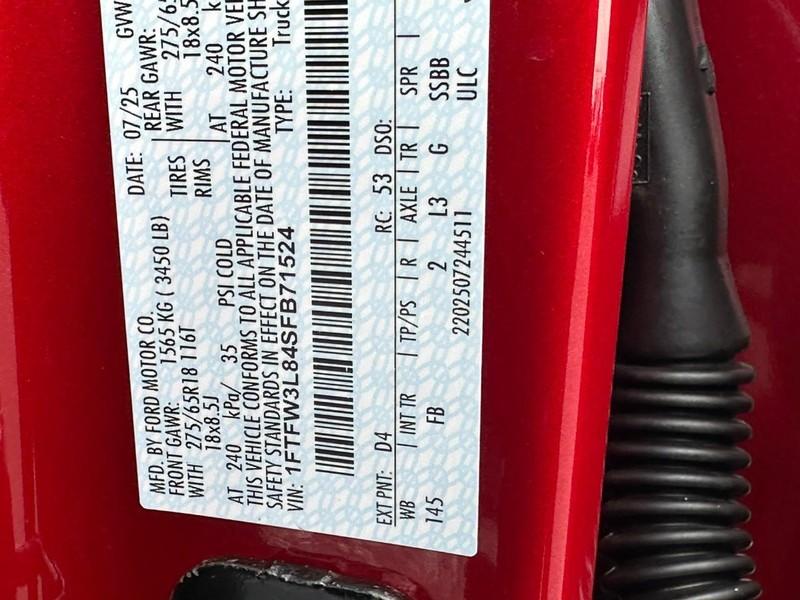 MFD. BY FORD MOTOR CO. DATE: 07/25 GVW
FRONT GAWR: 1565 KG ( 3450 LB) REAR GAWR:
WITH 275/65R18 116T TIRES WITH 275/65
18x8.5J RIMS 18x8.5
AT 240 kPa/ 35 PSI COLD AT 240
THIS VEHICLE CONFORMS TO ALL APPLICABLE FEDERAL MOTOR VE
SAFETY STANDARDS IN EFFECT ON THE DATE OF MANUFACTURE SH
VIN: 1FTFW3L84SFB71524 TYPE: Truck
EXT PNT: D4 RC: 53 DSO:
WB INT TR TP/PS R AXLE TR SPR
145 FB 2 L3 G SSBB
ULC
2202507244511